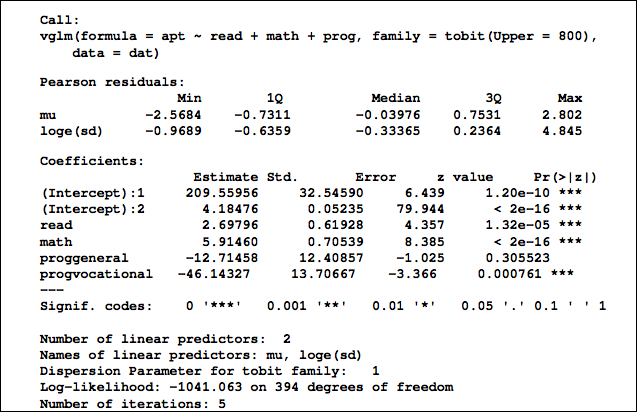 Call:
vglm(formula = apt ~ read + math + prog, family = tobit(Upper = 800),
    data = dat)
Pearson residuals:
Min 1Q Median 3Q Max
mu -2.5684 -0.7311 -0.03976 0.7531 2.802
loge(sd) -0.9689 -0.6359 -0.33365 0.2364 4.845
Coefficients:
Estimate Std. Error z value Pr(>|z|)
(Intercept):1 209.55956 32.54590 6.439 1.20e-10 ***
(Intercept):2 4.18476 0.05235 79.944 < 2e-16 ***
read 2.69796 0.61928 4.357 1.32e-05 ***
math 5.91460 0.70539 8.385 < 2e-16 ***
proggeneral -12.71458 12.40857 -1.025 0.305523
progvocational -46.14327 13.70667 -3.366 0.000761 ***
---
Signif. codes: 0 '***' 0.001 '**' 0.01 '*' 0.05 '.' 0.1 ' ' 1
Number of linear predictors: 2
Names of linear predictors: mu, loge(sd)
Dispersion Parameter for tobit family: 1
Log-likelihood: -1041.063 on 394 degrees of freedom
Number of iterations: 5